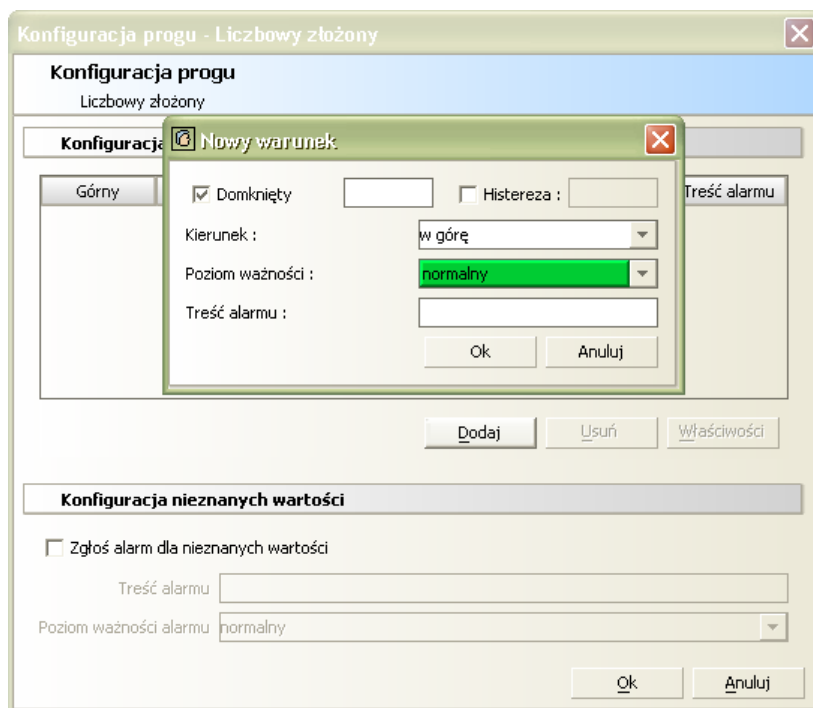 Konfiguracja progu - Liczbowy złożony
Konfiguracja progu
Liczbowy złożony
Konfiguracja
Nowy warunek
Górny
Treść alarmu
Domknięty
Histereza :
Kierunek :
w górę
Poziom ważności :
normalny
Treść alarmu :
Ok
Anuluj
Dodaj
Usuń
Właściwości
Konfiguracja nieznanych wartości
Zgłoś alarm dla nieznanych wartości
Treść alarmu
Poziom ważności alarmu
normalny
Ok
Anuluj